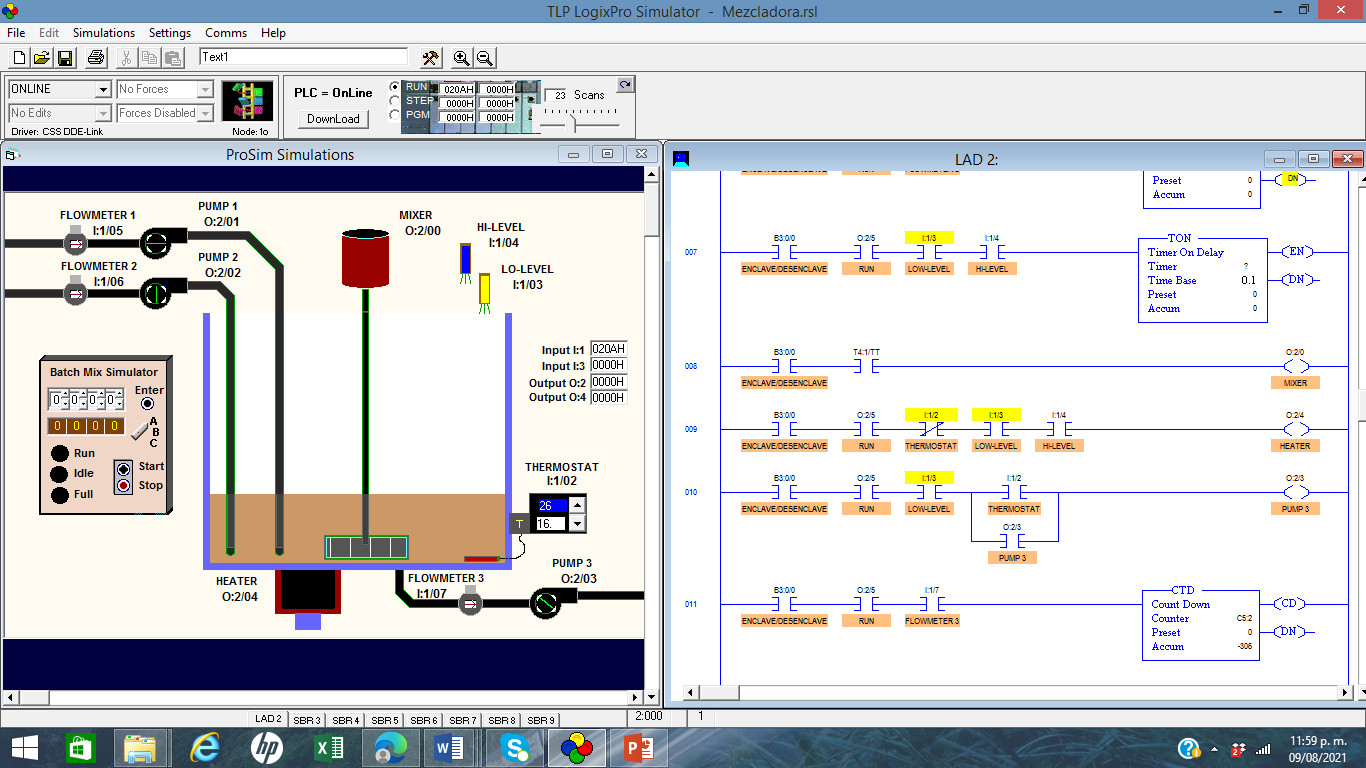 TLP LogixPro Simulator - Mezcladora.rsl
File Edit Simulations Settings Comms Help
Text1
ONLINE No Forces
No Edits Forces Disabled
Driver: CSS DDE-Link Node: 1o
PLC = OnLine
DownLoad
RUN 020AH 0000H
STEP 0000H 0000H
PGM 0000H 0000H
23 Scans
ProSim Simulations
FLOWMETER 1
I:1/05
PUMP 1
O:2/01
FLOWMETER 2
I:1/06
PUMP 2
O:2/02
MIXER
O:2/00
HI-LEVEL
I:1/04
LO-LEVEL
I:1/03
Input I:1 020AH
Input I:3 0000H
Output O:2 0000H
Output O:4 0000H
Batch Mix Simulator
0 0 0 0 Enter
0 0 0 0 A B C
Run
Idle
Full
Start
Stop
THERMOSTAT
I:1/02
26
16.
T
HEATER
O:2/04
FLOWMETER 3
I:1/07
PUMP 3
O:2/03
LAD 2:
ENCLAVE/DESENCLAVE RUN
Preset 0 DN
Accum 0
007
B3:0/0 O:2/5 I:1/3 I:1/4
ENCLAVE/DESENCLAVE RUN LOW-LEVEL HI-LEVEL
TON
Timer On Delay EN
Timer ?
Time Base 0.1 DN
Preset 0
Accum 0
008
B3:0/0 T4:1/TT O:2/0
ENCLAVE/DESENCLAVE MIXER
009
B3:0/0 O:2/5 I:1/2 I:1/3 I:1/4 O:2/4
ENCLAVE/DESENCLAVE RUN THERMOSTAT LOW-LEVEL HI-LEVEL HEATER
010
B3:0/0 O:2/5 I:1/3 I:1/2 O:2/3
ENCLAVE/DESENCLAVE RUN LOW-LEVEL THERMOSTAT PUMP 3
O:2/3
PUMP 3
011
B3:0/0 O:2/5 I:1/7
ENCLAVE/DESENCLAVE RUN FLOWMETER 3
CTD
Count Down CD
Counter C5:2
Preset 0 DN
Accum -306
LAD 2 SBR 3 SBR 4 SBR 5 SBR 6 SBR 7 SBR 8 SBR 9 2:000 1
11:59 p. m.
09/08/2021